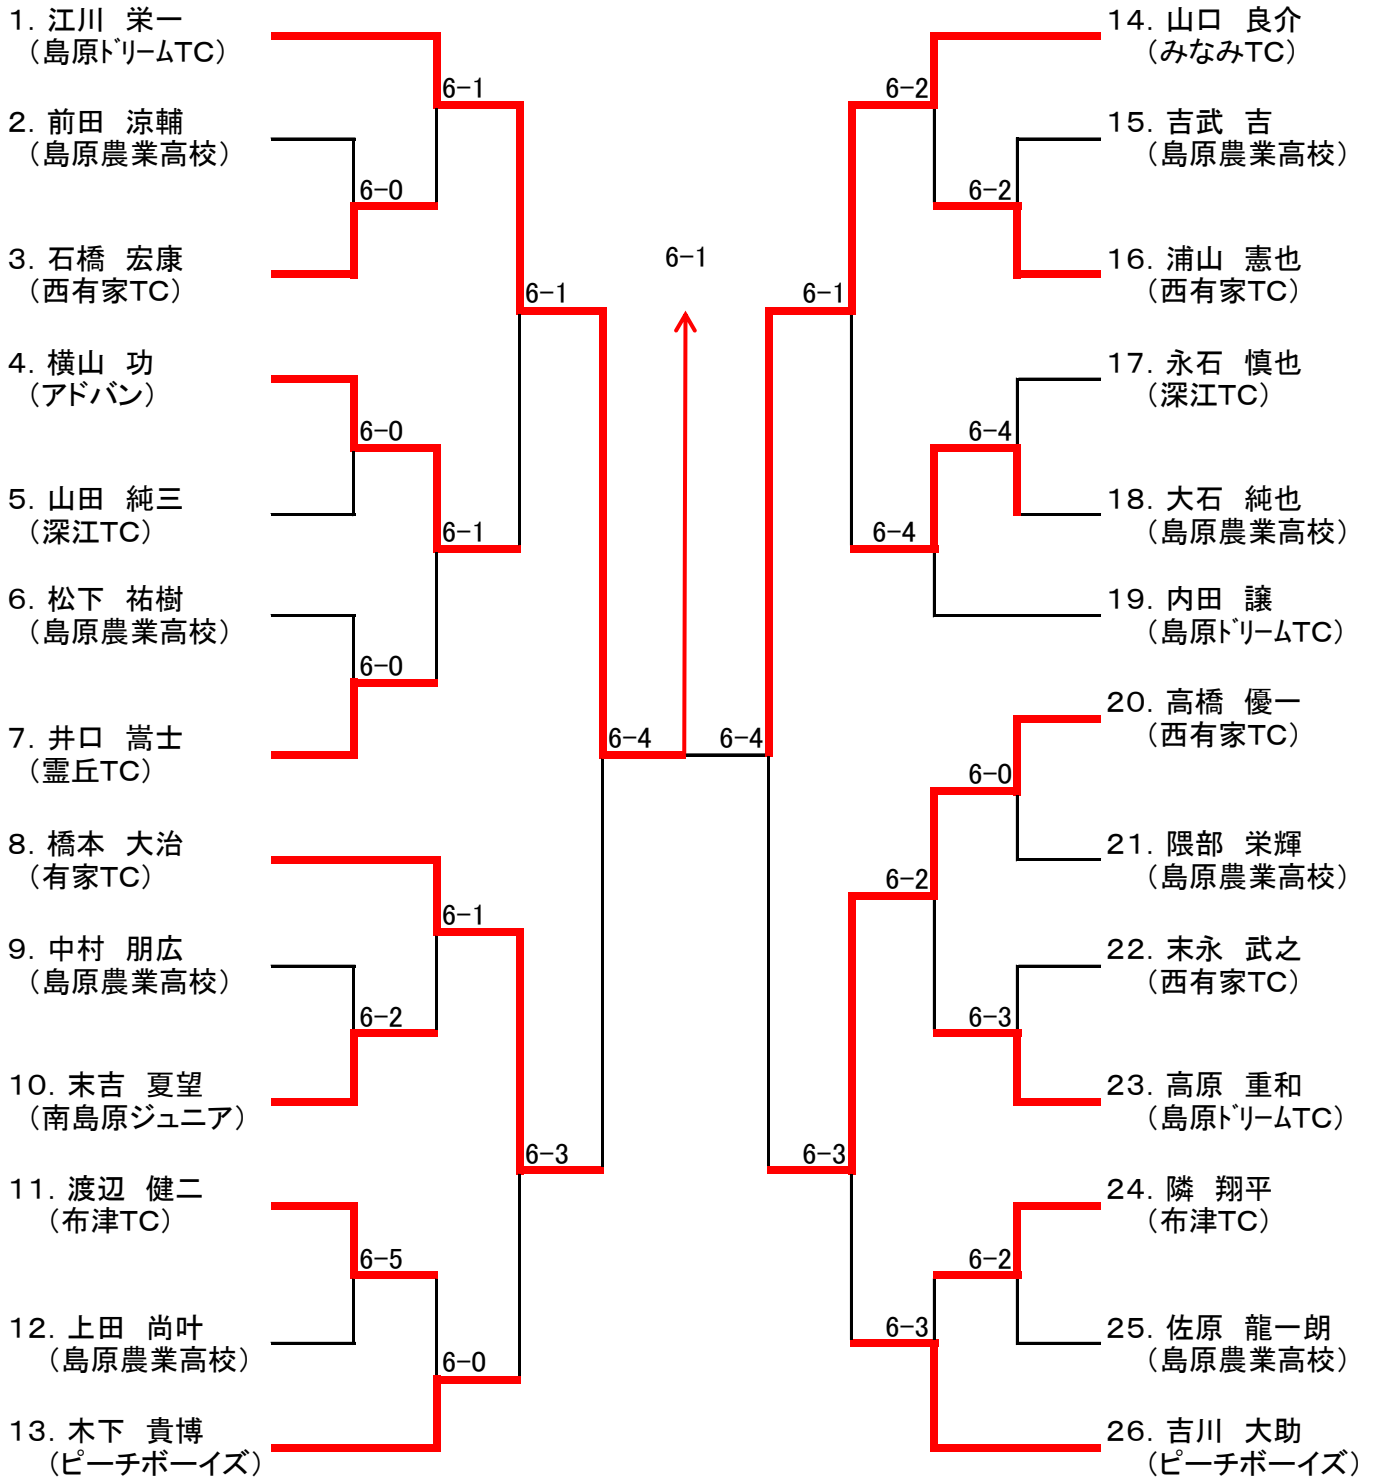 1. 江川 栄一
（島原ﾄﾞﾘｰﾑTC）
6-1
2. 前田 涼輔
（島原農業高校）
6-0
3. 石橋 宏康
（西有家TC）
6-1
4. 横山 功
（アドバン）
6-0
5. 山田 純三
（深江TC）
6-1
6. 松下 祐樹
（島原農業高校）
6-0
7. 井口 嵩士
（霊丘TC）
6-4
8. 橋本 大治
（有家TC）
6-1
9. 中村 朋広
（島原農業高校）
6-2
10. 末吉 夏望
（南島原ジュニア）
6-3
11. 渡辺 健二
（布津TC）
6-5
12. 上田 尚叶
（島原農業高校）
6-0
13. 木下 貴博
（ピーチボーイズ）
6-1
14. 山口 良介
（みなみTC）
6-2
15. 吉武 吉
（島原農業高校）
6-2
16. 浦山 憲也
（西有家TC）
6-1
17. 永石 慎也
（深江TC）
6-4
18. 大石 純也
（島原農業高校）
6-4
19. 内田 譲
（島原ﾄﾞﾘｰﾑTC）
20. 高橋 優一
（西有家TC）
6-4
6-0
21. 隈部 栄輝
（島原農業高校）
6-2
22. 末永 武之
（西有家TC）
6-3
23. 高原 重和
（島原ﾄﾞﾘｰﾑTC）
6-3
24. 隣 翔平
（布津TC）
6-2
25. 佐原 龍一朗
（島原農業高校）
6-3
26. 吉川 大助
（ピーチボーイズ）